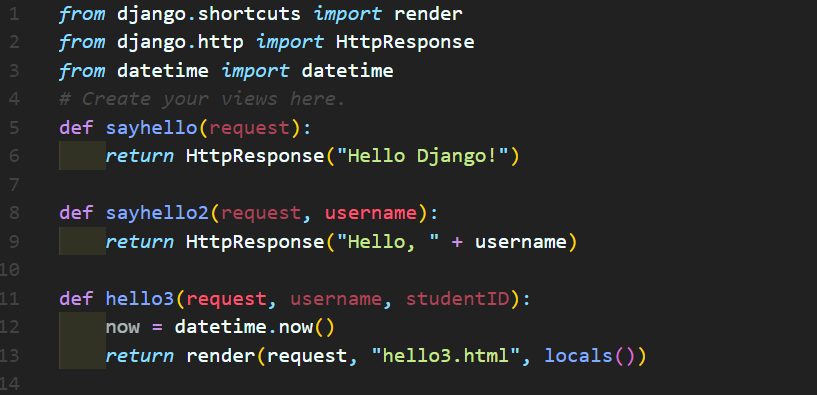 1 from django.shortcuts import render
2 from django.http import HttpResponse
3 from datetime import datetime
4 # Create your views here.
5 def sayhello(request):
6     return HttpResponse("Hello Django!")
7
8 def sayhello2(request, username):
9     return HttpResponse("Hello, " + username)
10
11 def hello3(request, username, studentID):
12     now = datetime.now()
13     return render(request, "hello3.html", locals())
14